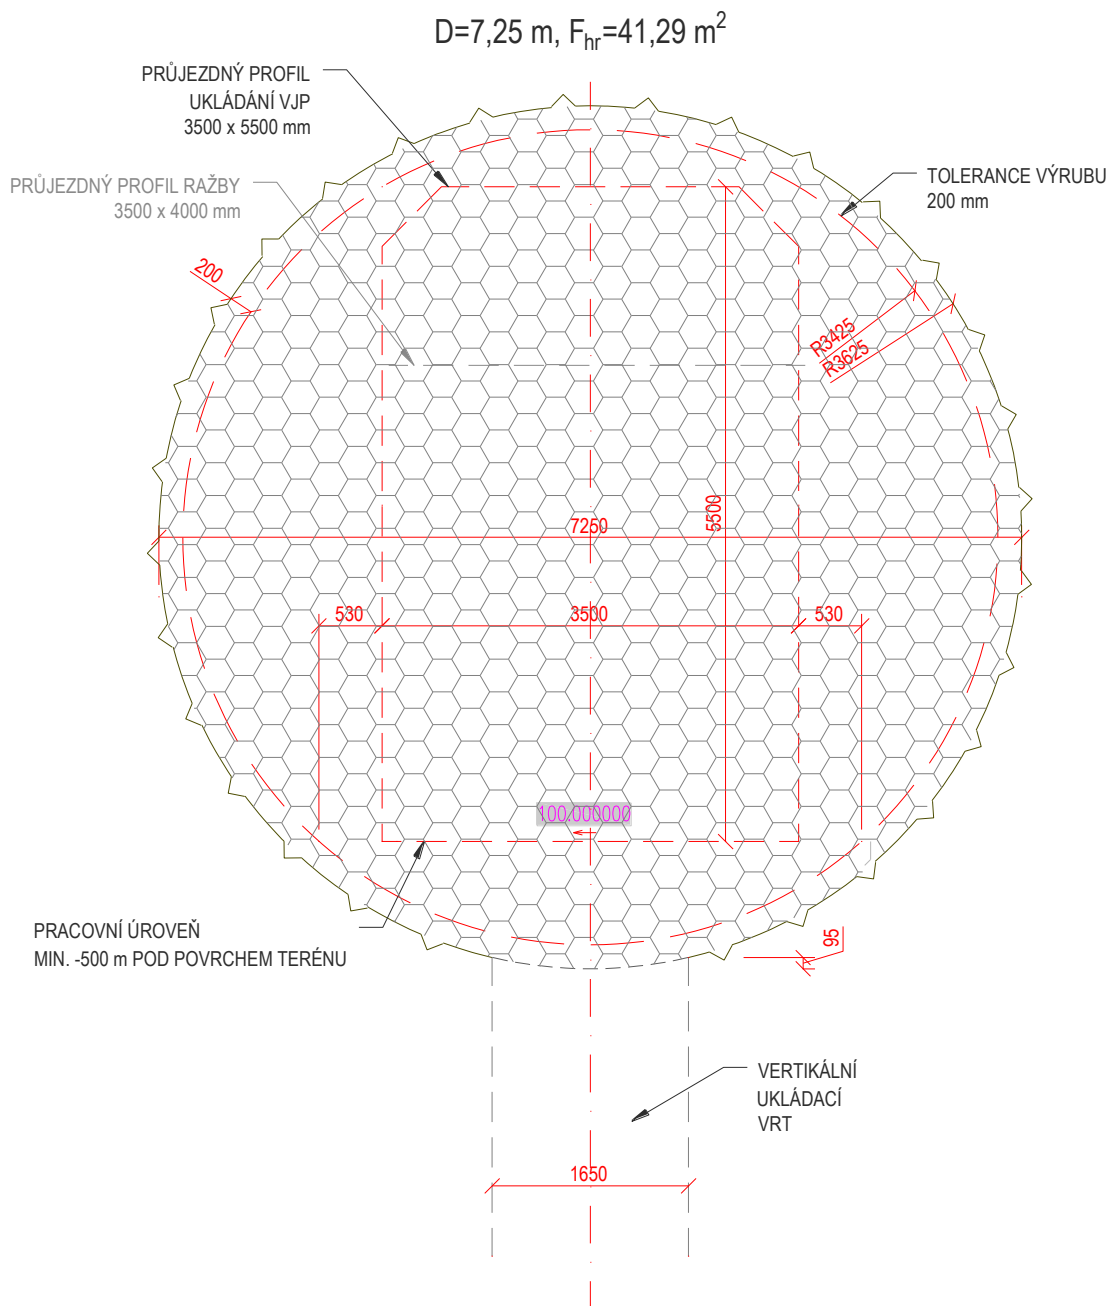 D=7,25 m, Fhr=41,29 m²
PRŮJEZDNÝ PROFIL
UKLÁDÁNÍ VJP
3500 x 5500 mm
PRŮJEZDNÝ PROFIL RAŽBY
3500 x 4000 mm
TOLERANCE VÝRUBU
200 mm
200
R3425
R3625
7250
5500
530
3500
530
100.000000
PRACOVNÍ ÚROVEŇ
MIN. -500 m POD POVRCHEM TERÉNU
95
VERTIKÁLNÍ
UKLÁDACÍ
VRT
1650